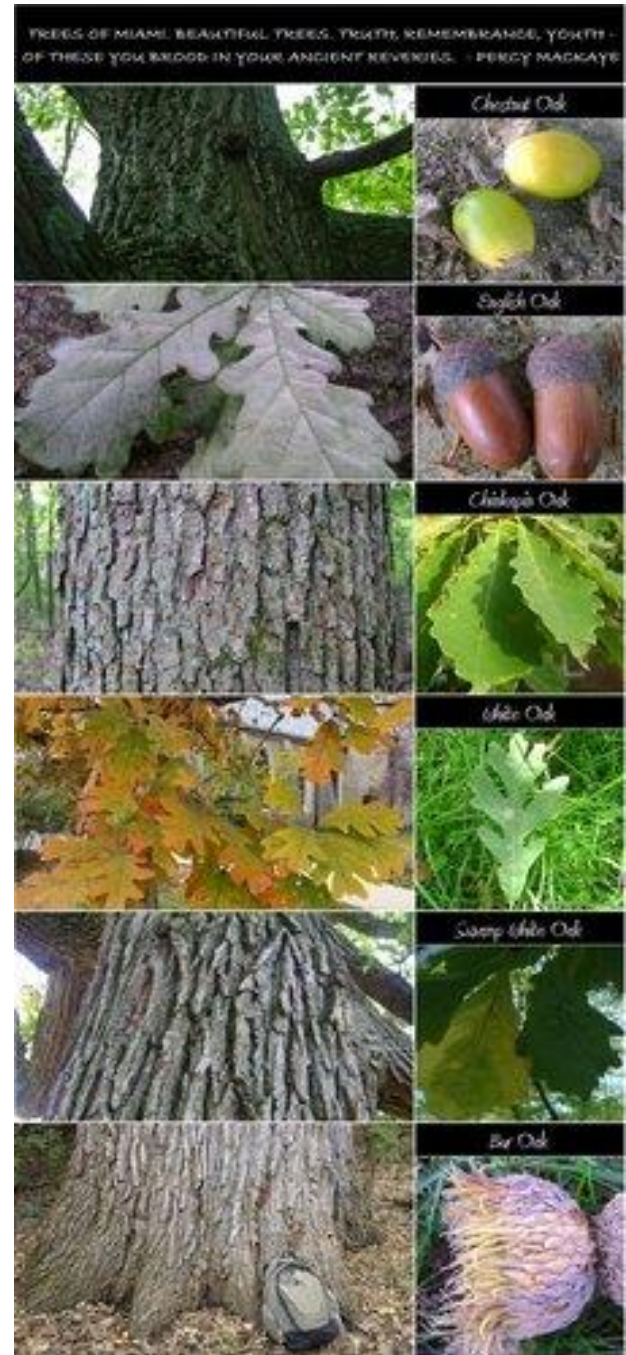 TREES OF MIAMI. BEAUTIFUL TREES. TRUTH, REMEMBRANCE, YOUTH -
OF THESE YOU BROOD IN YOUR ANCIENT REVERIES. - PERCY MACKAYE
Chestnut Oak
English Oak
Chinkapin Oak
White Oak
Swamp White Oak
Bur Oak